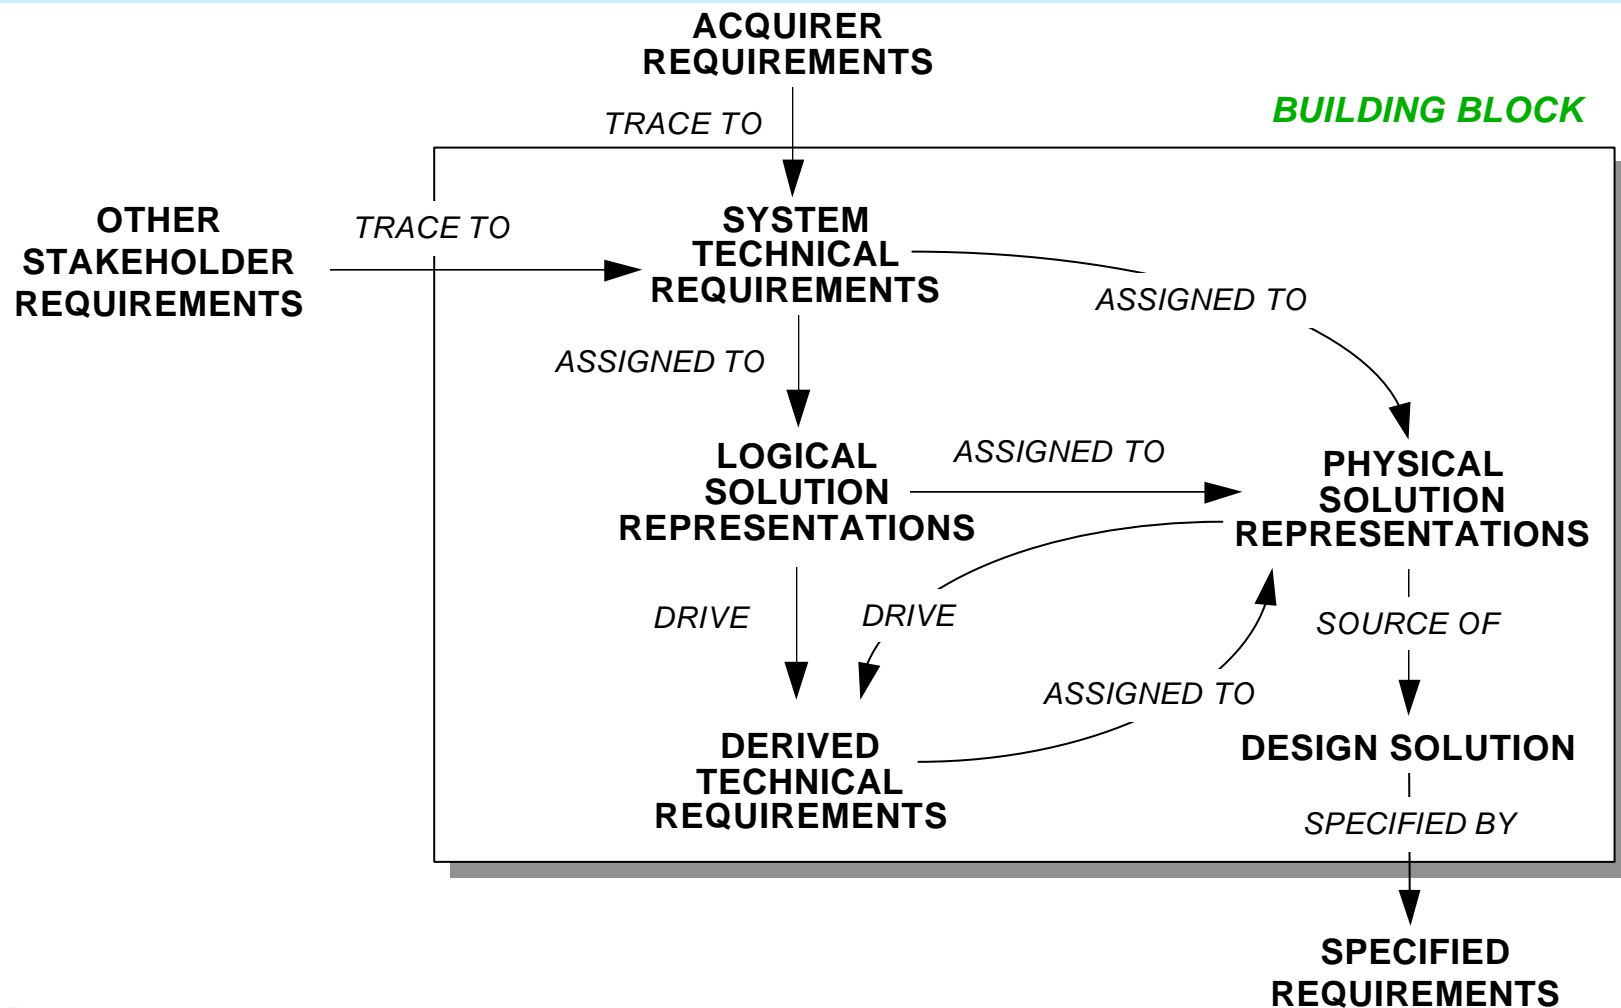 ACQUIRER
REQUIREMENTS
TRACE TO
BUILDING BLOCK
OTHER
STAKEHOLDER
REQUIREMENTS
TRACE TO
SYSTEM
TECHNICAL
REQUIREMENTS
ASSIGNED TO
ASSIGNED TO
LOGICAL
SOLUTION
REPRESENTATIONS
ASSIGNED TO
PHYSICAL
SOLUTION
REPRESENTATIONS
DRIVE
DRIVE
SOURCE OF
ASSIGNED TO
DERIVED
TECHNICAL
REQUIREMENTS
DESIGN SOLUTION
SPECIFIED BY
SPECIFIED
REQUIREMENTS